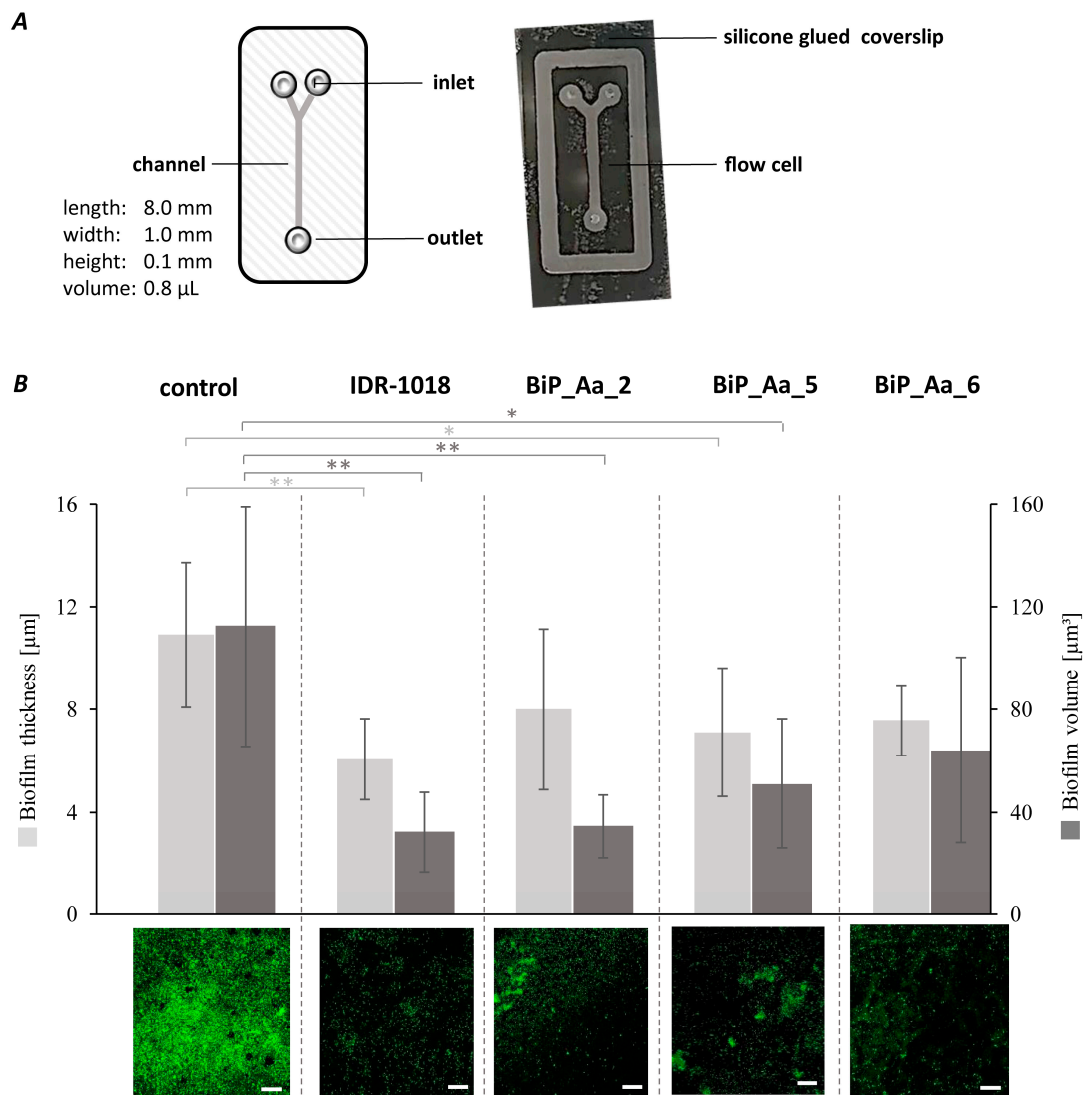 A
silicone glued coverslip
inlet
channel
flow cell
length: 8.0 mm
width: 1.0 mm
outlet
height: 0.1 mm
volume: 0.8 µL
B
control IDR-1018 BiP_Aa_2 BiP_Aa_5 BiP_Aa_6
*
*
**
**
**
16 160
12 120
8 80
4 40
0 0
Biofilm thickness [µm]
Biofilm volume [µm³]